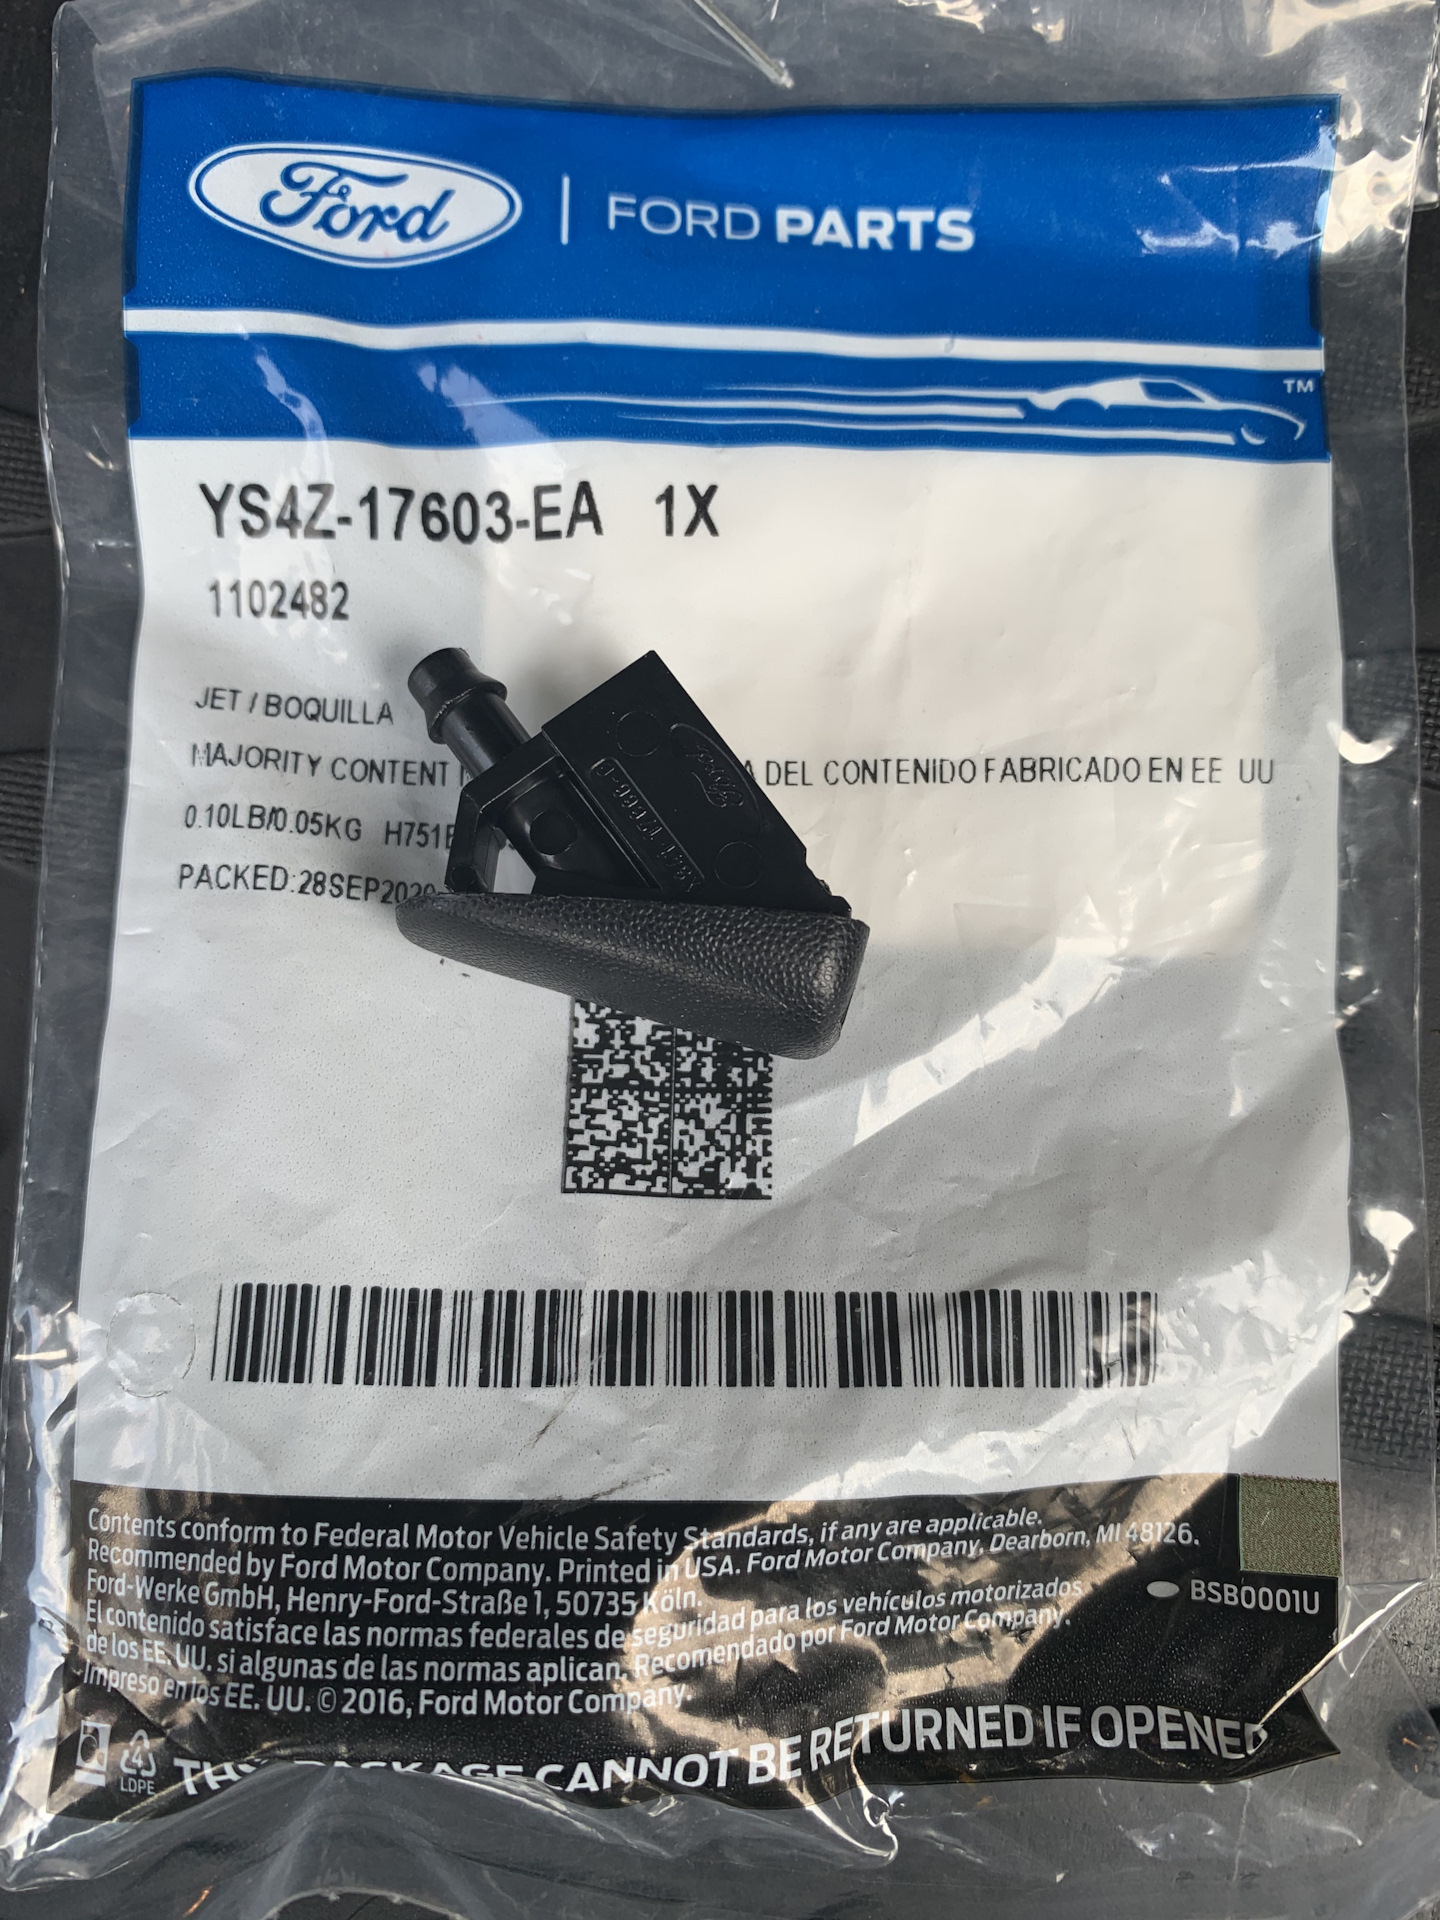 Ford | FORD PARTS
TM
YS4Z-17603-EA 1X
1102482
JET / BOQUILLA
MAJORITY CONTENT DEL CONTENIDO FABRICADO EN EE UU
0.10LB/0.05KG
PACKED:28SEP2020
Ford
Contents conform to Federal Motor Vehicle Safety Standards, if any are applicable.
Recommended by Ford Motor Company. Printed in USA. Ford Motor Company, Dearborn, MI 48126.
Ford-Werke GmbH, Henry-Ford-Straße 1, 50735 Köln.
El contenido satisface las normas federales de seguridad para los vehículos motorizados
de los EE. UU. si algunas de las normas aplican. Recomendado por Ford Motor Company.
Impreso en los EE. UU. © 2016, Ford Motor Company.
BSB0001U
4
LDPE
THIS PACKAGE CANNOT BE RETURNED IF OPENED